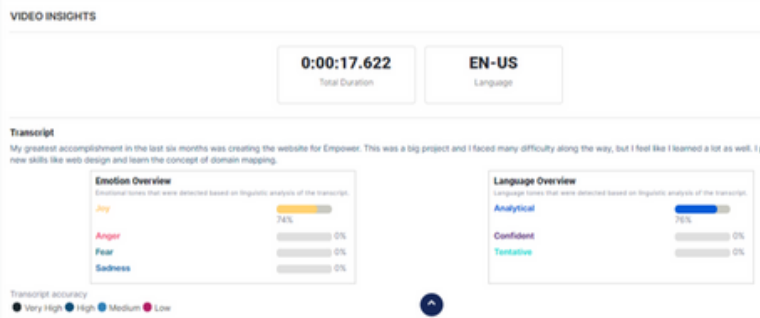 VIDEO INSIGHTS
0:00:17.622
Total Duration
EN-US
Language
Transcript
My greatest accomplishment in the last six months was creating the website for Empower. This was a big project and I faced many difficulty along the way, but I feel like I learned a lot as well. I
new skills like web design and learn the concept of domain mapping.
Emotion Overview
Emotional tones that were detected based on linguistic analysis of the transcript.
Joy
74%
Anger 0%
Fear 0%
Sadness 0%
Language Overview
Language tones that were detected based on linguistic analysis of the transcript.
Analytical
76%
Confident 0%
Tentative 0%
Transcript accuracy
Very High High Medium Low